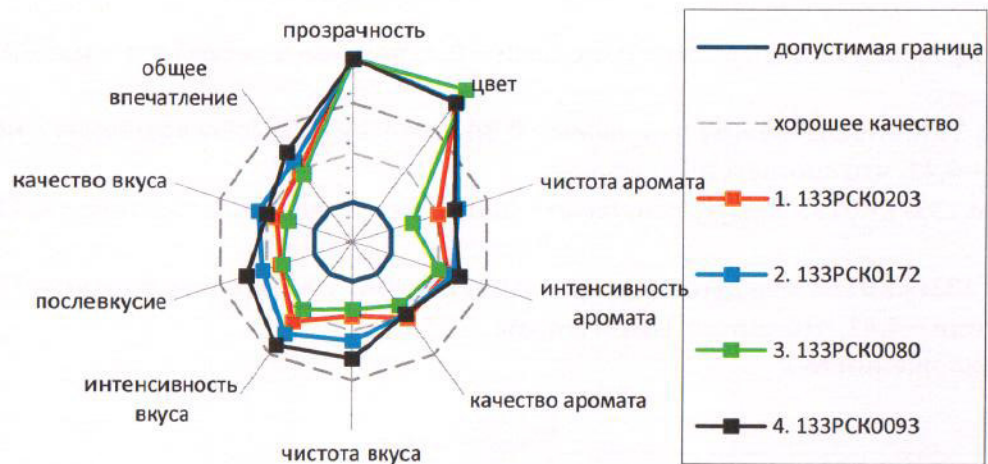 прозрачность
цвет
чистота аромата
интенсивность
аромата
качество аромата
чистота вкуса
интенсивность
вкуса
послевкусие
качество вкуса
общее
впечатление
допустимая граница
хорошее качество
1. 133РСК0203
2. 133РСК0172
3. 133РСК0080
4. 133РСК0093